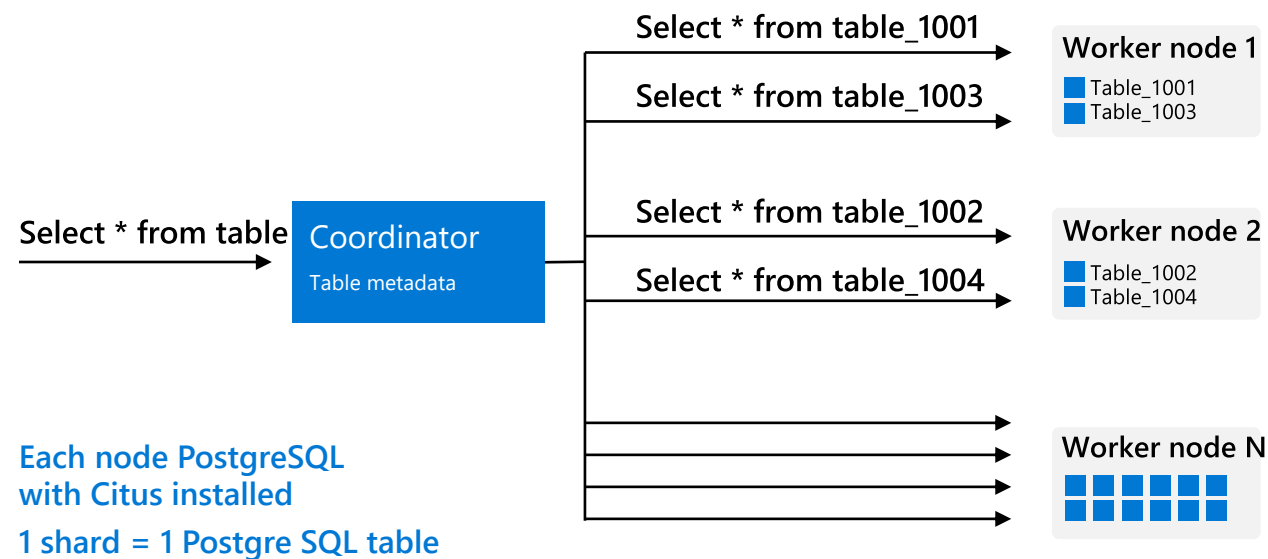 Select * from table_1001
Select * from table_1003
Worker node 1
Table_1001
Table_1003
Select * from table
Coordinator
Table metadata
Select * from table_1002
Select * from table_1004
Worker node 2
Table_1002
Table_1004
Worker node N
Each node PostgreSQL
with Citus installed
1 shard = 1 Postgre SQL table